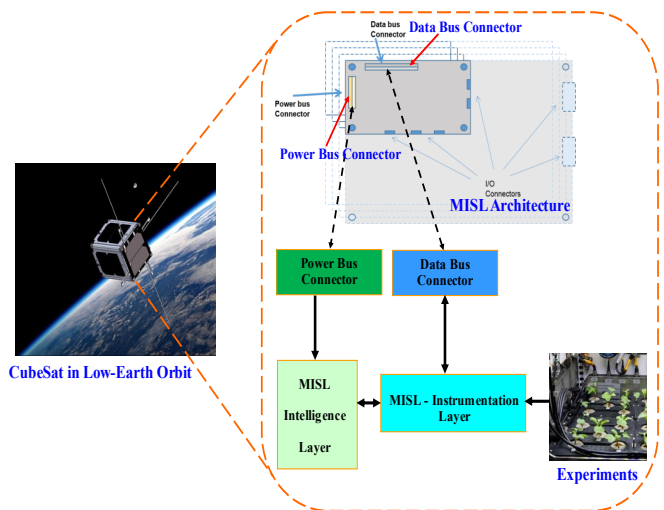 Data bus
Connector
Data Bus Connector
Power bus
Connector
Power Bus Connector
I/O
Connectors
MISL Architecture
Power Bus
Connector
Data Bus
Connector
CubeSat in Low-Earth Orbit
MISL
Intelligence
Layer
MISL - Instrumentation
Layer
Experiments